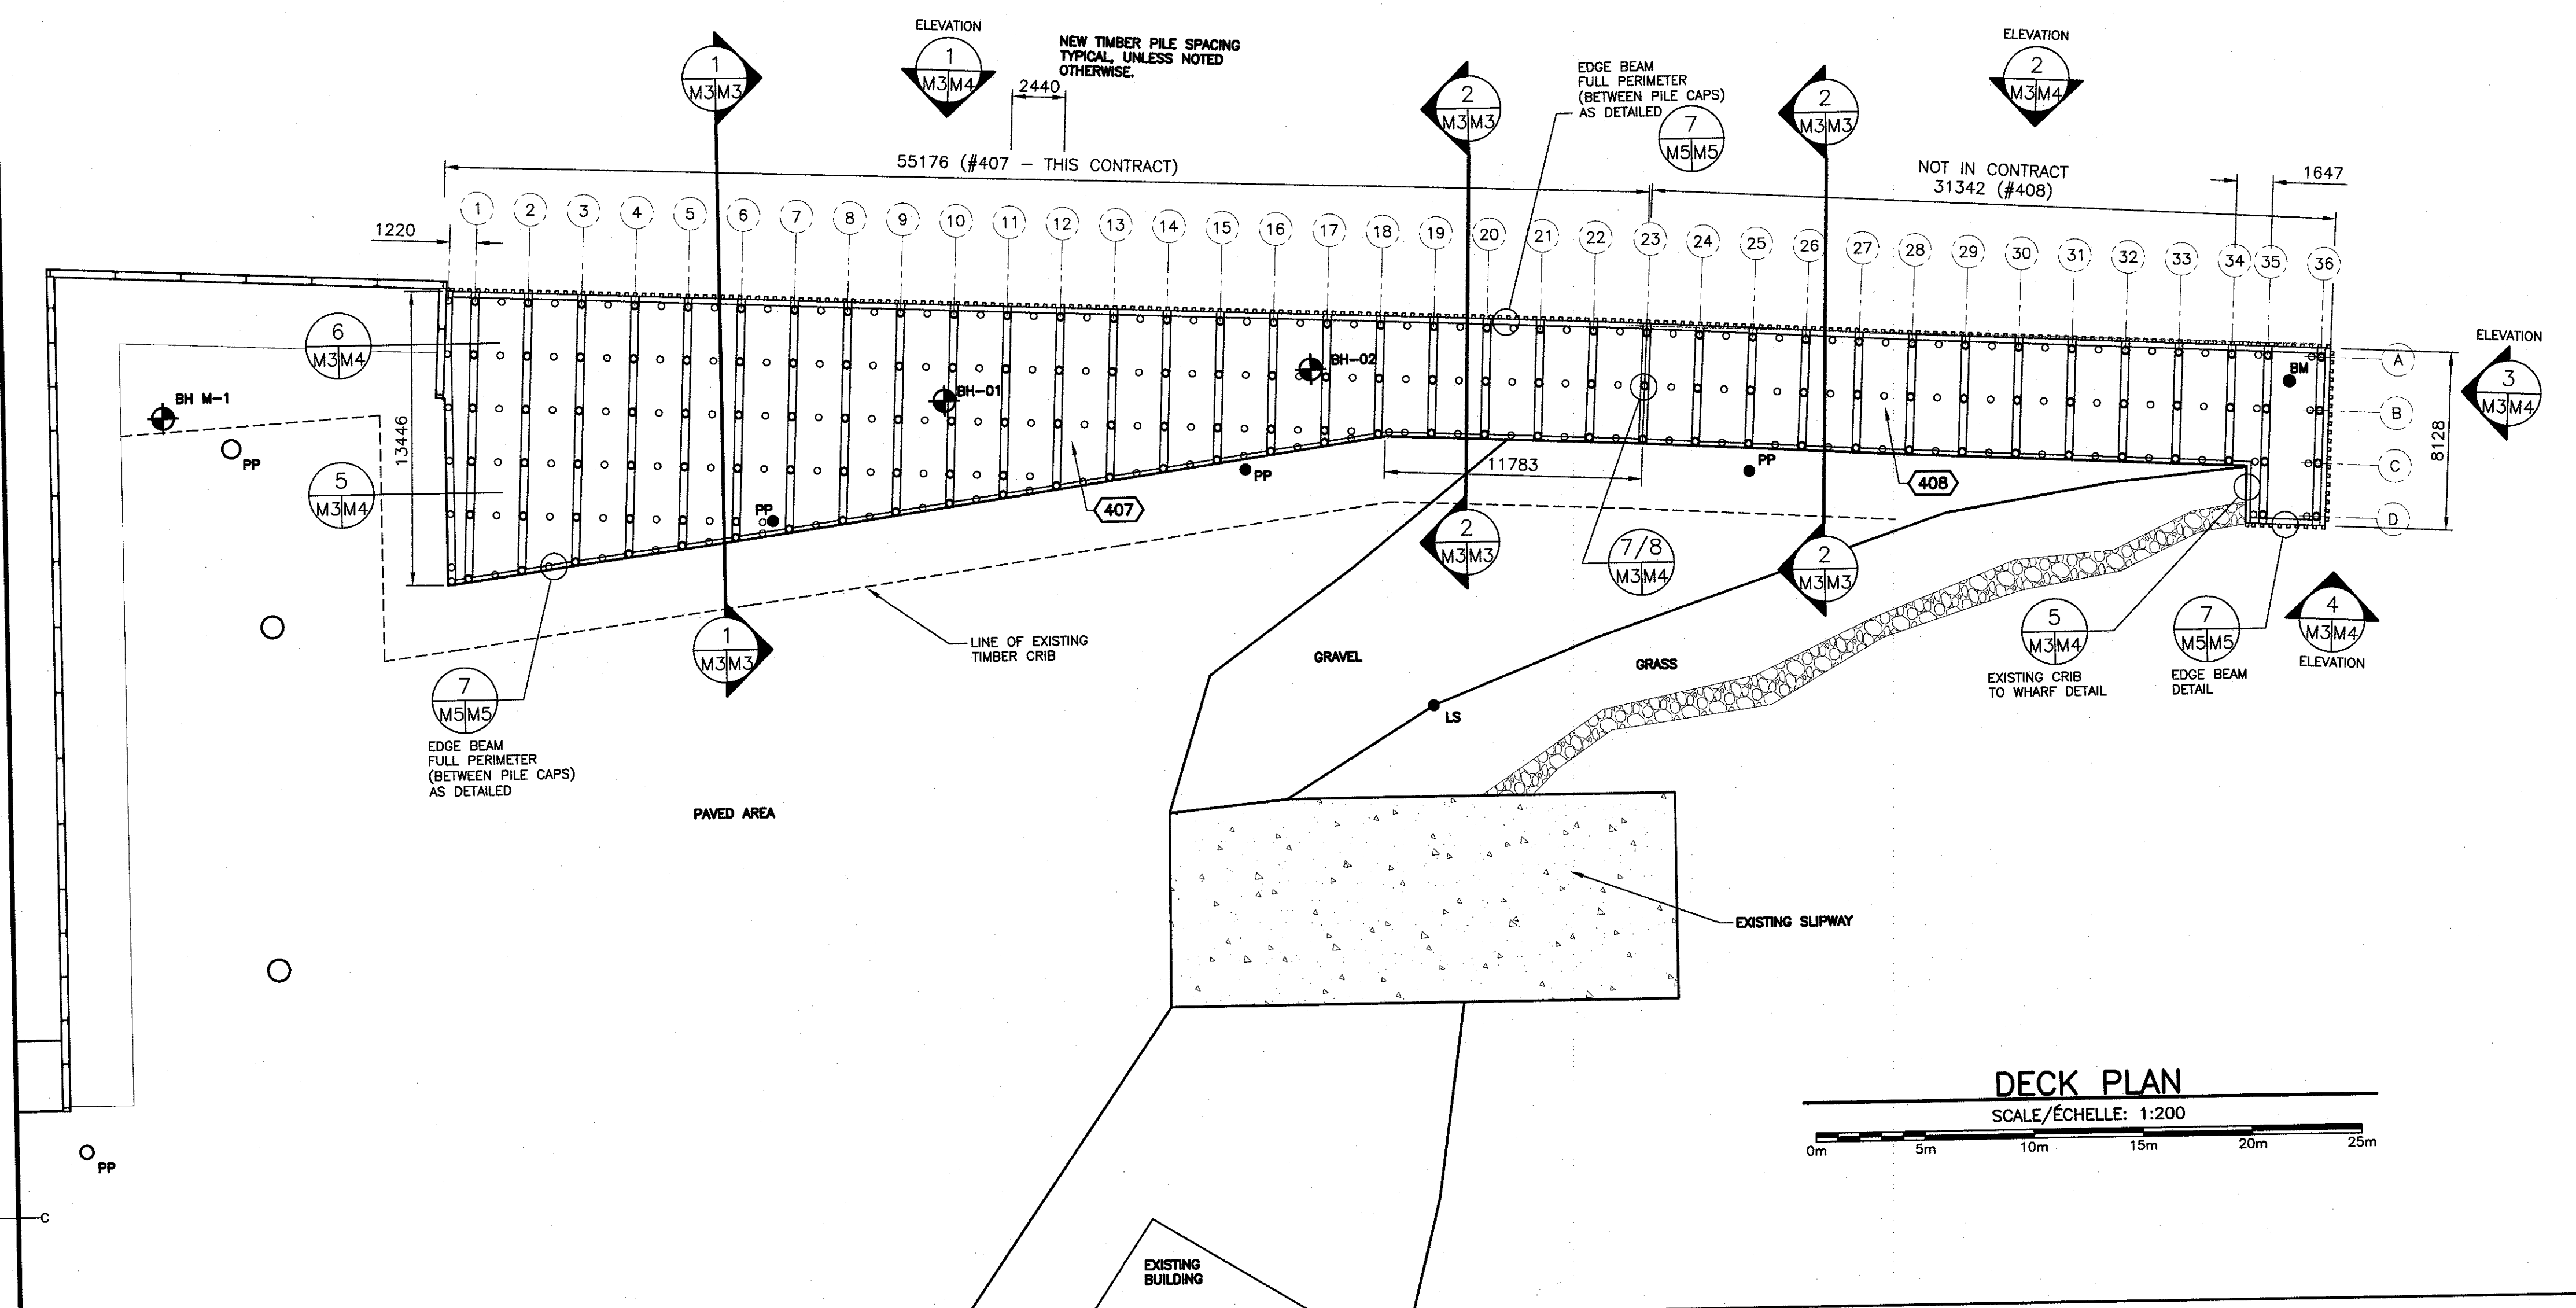 ELEVATION
1
M3 M4
NEW TIMBER PILE SPACING
TYPICAL, UNLESS NOTED
OTHERWISE.
2440
1
M3 M3
ELEVATION
2
M3 M4
EDGE BEAM
FULL PERIMETER
(BETWEEN PILE CAPS)
AS DETAILED
7
M5 M5
2
M3 M3
2
M3 M3
55176 (#407 – THIS CONTRACT)
NOT IN CONTRACT
31342 (#408)
1647
1220
1 2 3 4 5 6 7 8 9 10 11 12 13 14 15 16 17 18 19 20 21 22 23 24 25 26 27 28 29 30 31 32 33 34 35 36
6
M3 M4
BH M-1
PP
13446
5
M3 M4
BH-01
BH-02
BM
A
B
C
D
8128
ELEVATION
3
M3 M4
PP
PP
11783
PP
407
408
2
M3 M3
7/8
M3 M4
2
M3 M3
1
M3 M3
LINE OF EXISTING
TIMBER CRIB
GRAVEL
GRASS
5
M3 M4
EXISTING CRIB
TO WHARF DETAIL
7
M5 M5
EDGE BEAM
DETAIL
4
M3 M4
ELEVATION
7
M5 M5
EDGE BEAM
FULL PERIMETER
(BETWEEN PILE CAPS)
AS DETAILED
LS
PAVED AREA
EXISTING SLIPWAY
DECK PLAN
SCALE/ÉCHELLE: 1:200
0m 5m 10m 15m 20m 25m
PP
C
EXISTING
BUILDING